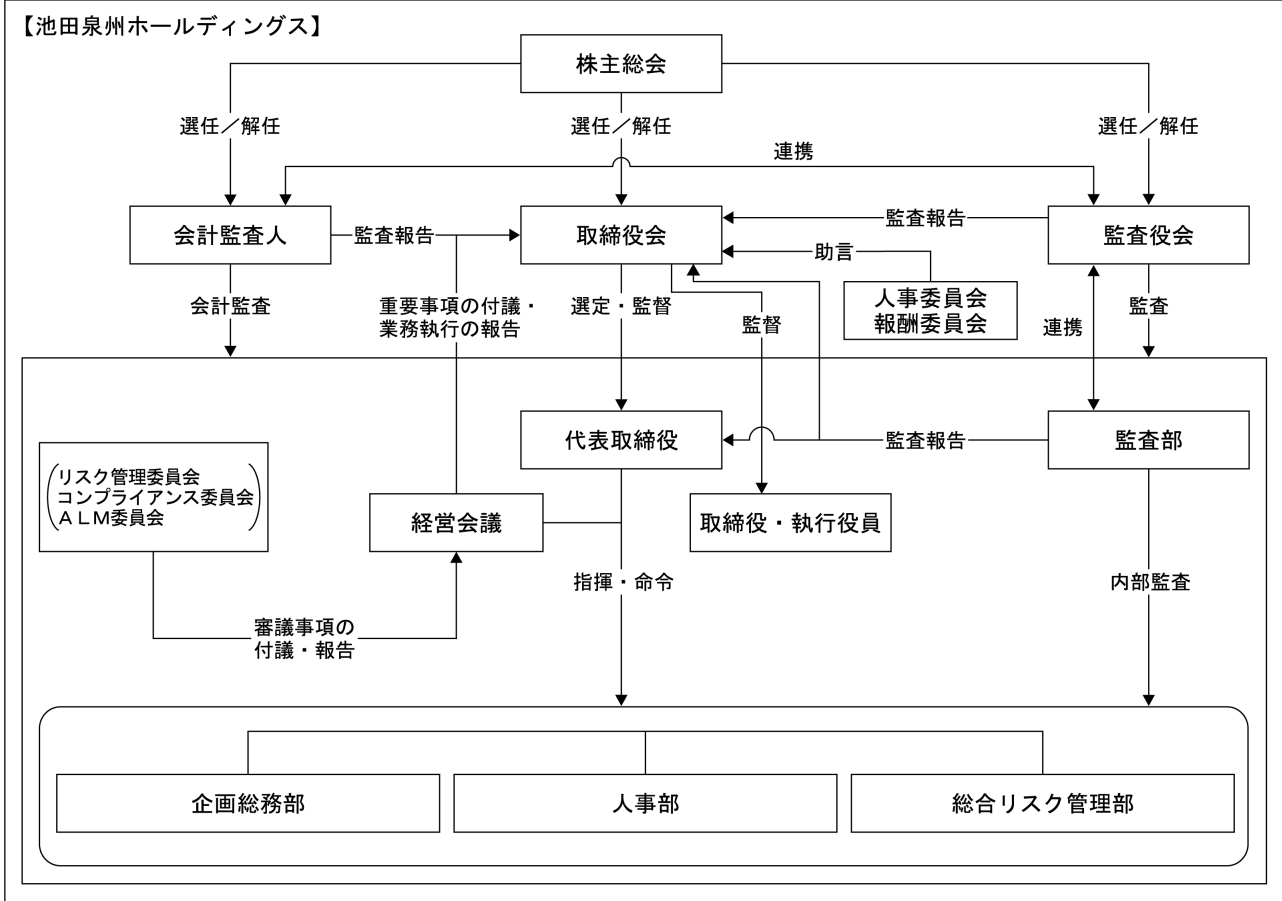 【池田泉州ホールディングス】
株主総会
選任／解任
選任／解任
選任／解任
連携
会計監査人
監査報告
取締役会
監査報告
監査役会
助言
人事委員会
報酬委員会
会計監査
重要事項の付議・
業務執行の報告
選定・監督
監督
連携
監査
代表取締役
監査報告
監査部
リスク管理委員会
コンプライアンス委員会
ＡＬＭ委員会
経営会議
取締役・執行役員
指揮・命令
内部監査
審議事項の
付議・報告
企画総務部
人事部
総合リスク管理部